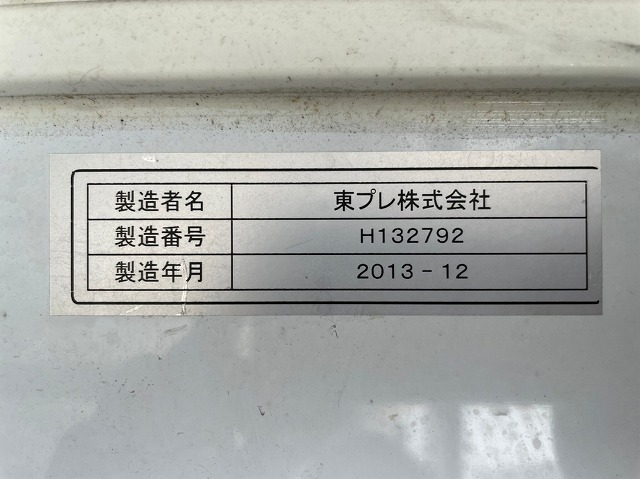 製造者名 東プレ株式会社
製造番号 H132792
製造年月 2013-12